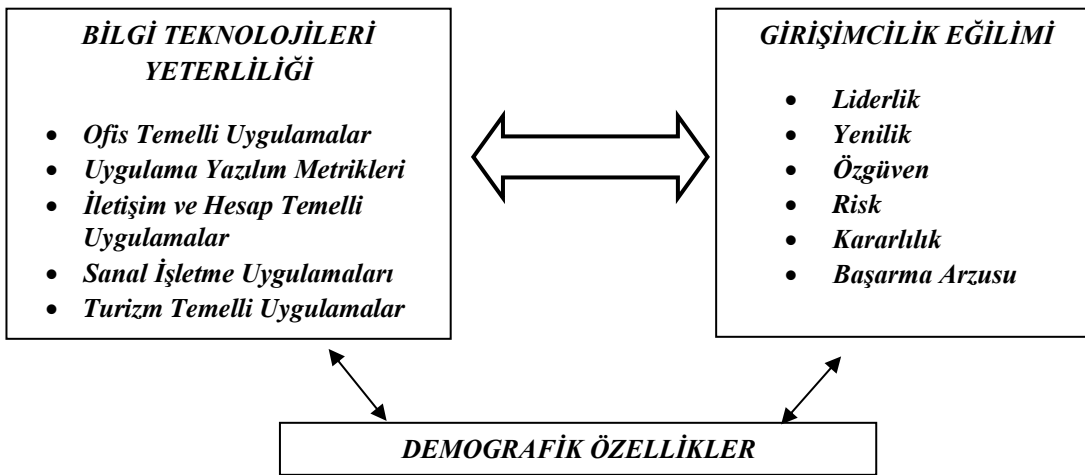 BİLGİ TEKNOLOJİLERİ
YETERLİLİĞİ
• Ofis Temelli Uygulamalar
• Uygulama Yazılım Metrikleri
• İletişim ve Hesap Temelli
Uygulamalar
• Sanal İşletme Uygulamaları
• Turizm Temelli Uygulamalar
GİRİŞİMCİLİK EĞİLİMİ
• Liderlik
• Yenilik
• Özgüven
• Risk
• Kararlılık
• Başarma Arzusu
DEMOGRAFİK ÖZELLİKLER